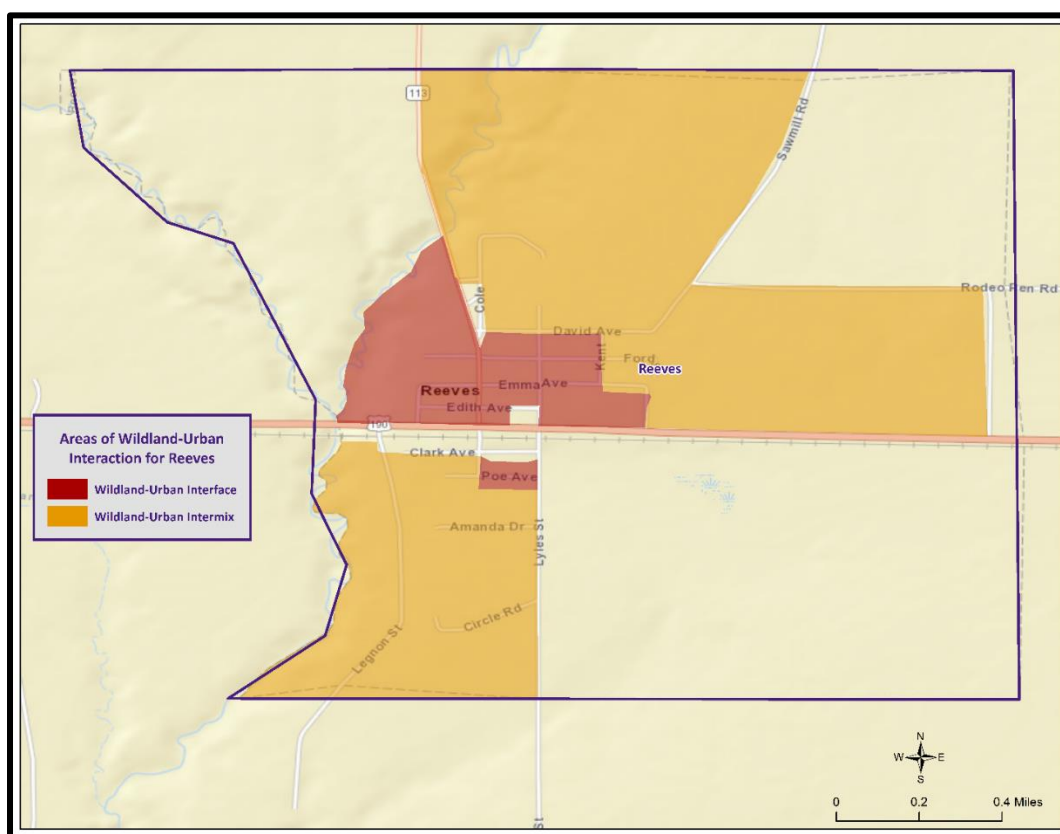 113
Sawmill Rd
Rodeo Pen Rd
Cole
David Ave
Kent
Ford
Reeves
Reeves
Emma Ave
Edith Ave
190
Clark Ave
Areas of Wildland-Urban
Interaction for Reeves
Wildland-Urban Interface
Wildland-Urban Intermix
Poe Ave
Amanda Dr
Lyles St
Circle Rd
Legnon St
N
W E
S
0 0.2 0.4 Miles
St